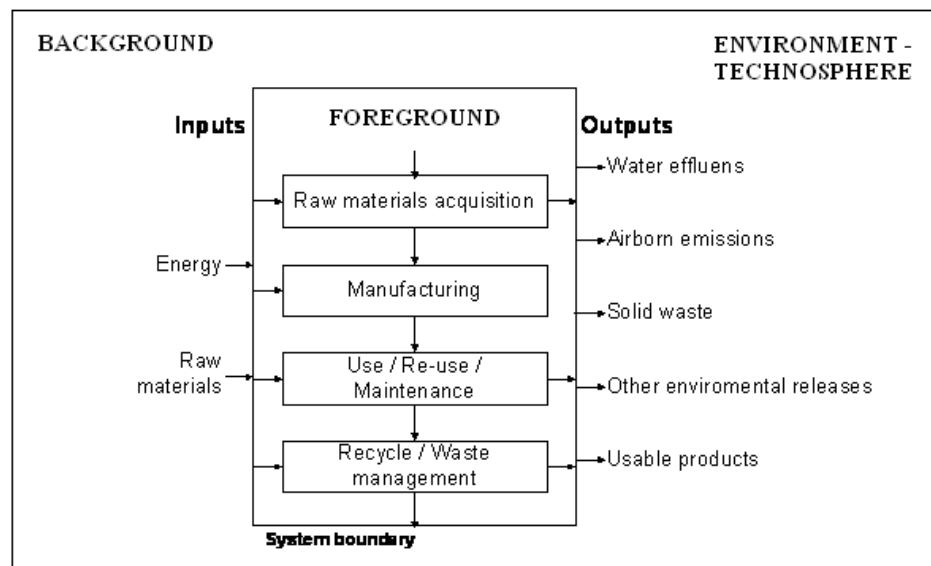 BACKGROUND
ENVIRONMENT -
TECHNOSPHERE
Inputs
FOREGROUND
Outputs
Water effluens
Raw materials acquisition
Airborn emissions
Energy
Manufacturing
Solid waste
Raw
materials
Use / Re-use /
Maintenance
Other enviromental releases
Recycle / Waste
management
Usable products
System boundary